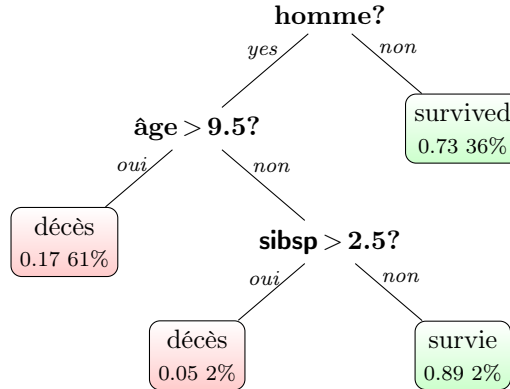 homme?
yes
non
survived
0.73 36%
âge > 9.5?
oui
non
décès
0.17 61%
sibsp > 2.5?
oui
non
décès
0.05 2%
survie
0.89 2%